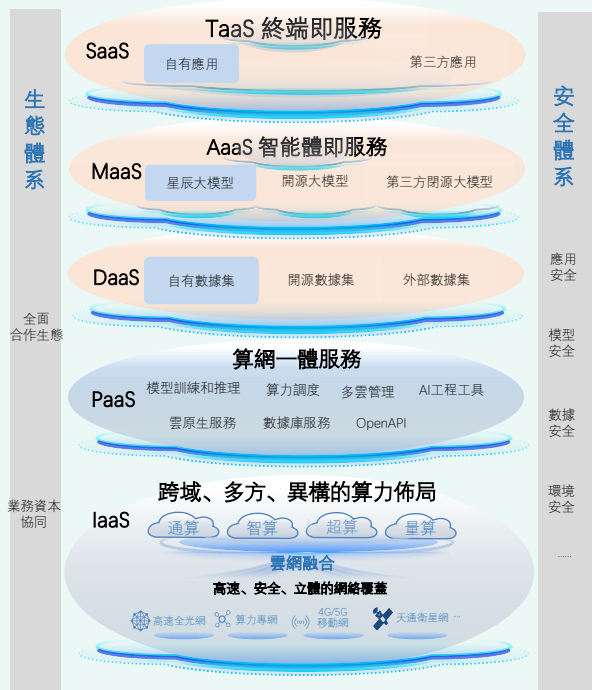 生態體系
全面
合作生態
業務資本
協同
TaaS 終端即服務
SaaS
自有應用
第三方應用
AaaS 智能體即服務
MaaS
星辰大模型
開源大模型
第三方閉源大模型
DaaS
自有數據集
開源數據集
外部數據集
算網一體服務
PaaS
模型訓練和推理
算力調度
多雲管理
AI工程工具
雲原生服務
數據庫服務
OpenAPI
跨域、多方、異構的算力佈局
IaaS
通算
智算
超算
量算
雲網融合
高速、安全、立體的網絡覆蓋
高速全光網
算力專網
4G/5G
移動網
天通衛星網 ...
安全體系
應用
安全
模型
安全
數據
安全
環境
安全
......